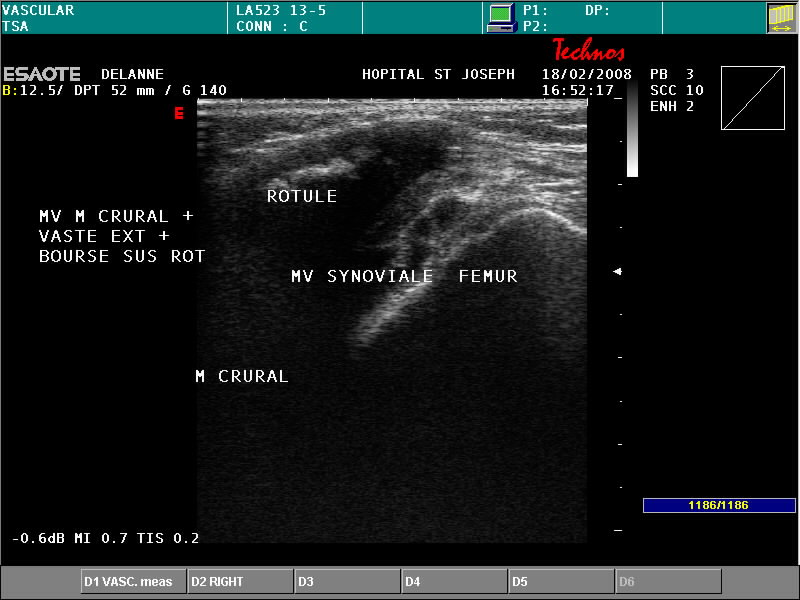 VASCULAR
TSA
LA523 13-5
CONN : C
P1: DP:
P2:
Technos
ESAOTE DELANNE HOPITAL ST JOSEPH 18/02/2008 PB 3
B:12.5/ DPT 52 mm / G 140 16:52:17 SCC 10
ENH 2
E
ROTULE
MV M CRURAL +
VASTE EXT +
BOURSE SUS ROT
MV SYNOVIALE FEMUR
M CRURAL
1186/1186
-0.6dB MI 0.7 TIS 0.2
D1 VASC. meas D2 RIGHT D3 D4 D5 D6